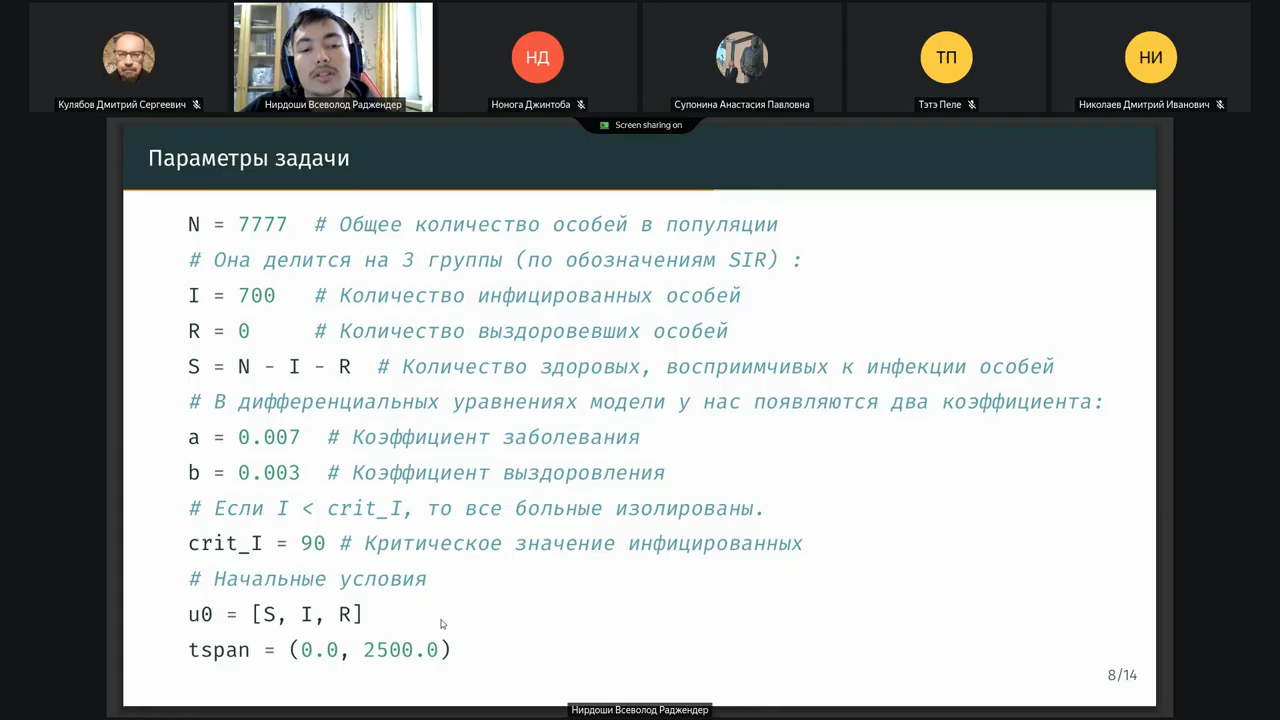 Кулябов Дмитрий Сергеевич
Нирдоши Всеволод Раджендер
НД
Нонога Джинтоба
Супонина Анастасия Павловна
ТП
Тэтэ Пеле
НИ
Николаев Дмитрий Иванович
Screen sharing on
Параметры задачи
N = 7777 # Общее количество особей в популяции
# Она делится на 3 группы (по обозначениям SIR) :
I = 700 # Количество инфицированных особей
R = 0 # Количество выздоровевших особей
S = N - I - R # Количество здоровых, восприимчивых к инфекции особей
# В дифференциальных уравнениях модели у нас появляются два коэффициента:
a = 0.007 # Коэффициент заболевания
b = 0.003 # Коэффициент выздоровления
# Если I < crit_I, то все больные изолированы.
crit_I = 90 # Критическое значение инфицированных
# Начальные условия
u0 = [S, I, R]
tspan = (0.0, 2500.0)
8/14
Нирдоши Всеволод Раджендер